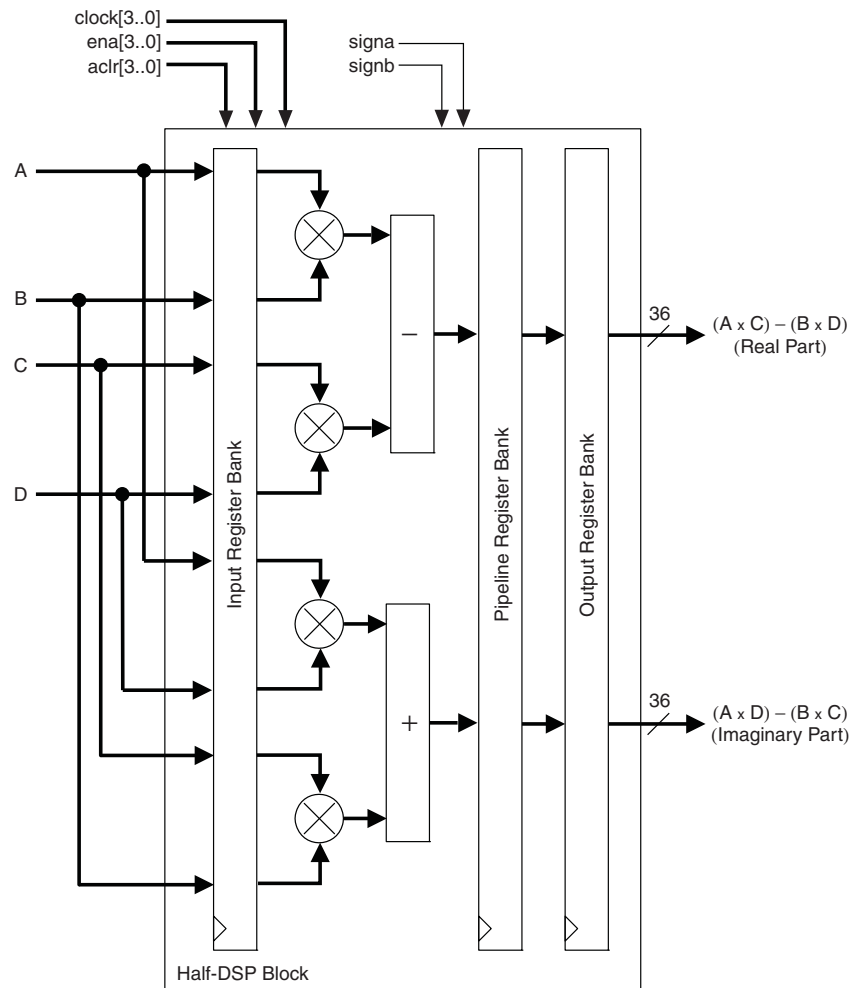 clock[3..0]
ena[3..0]
aclr[3..0]
signa
signb
A
B
C
D
Input Register Bank
−
+
Pipeline Register Bank
Output Register Bank
36
(A x C) – (B x D)
(Real Part)
36
(A x D) – (B x C)
(Imaginary Part)
Half-DSP Block